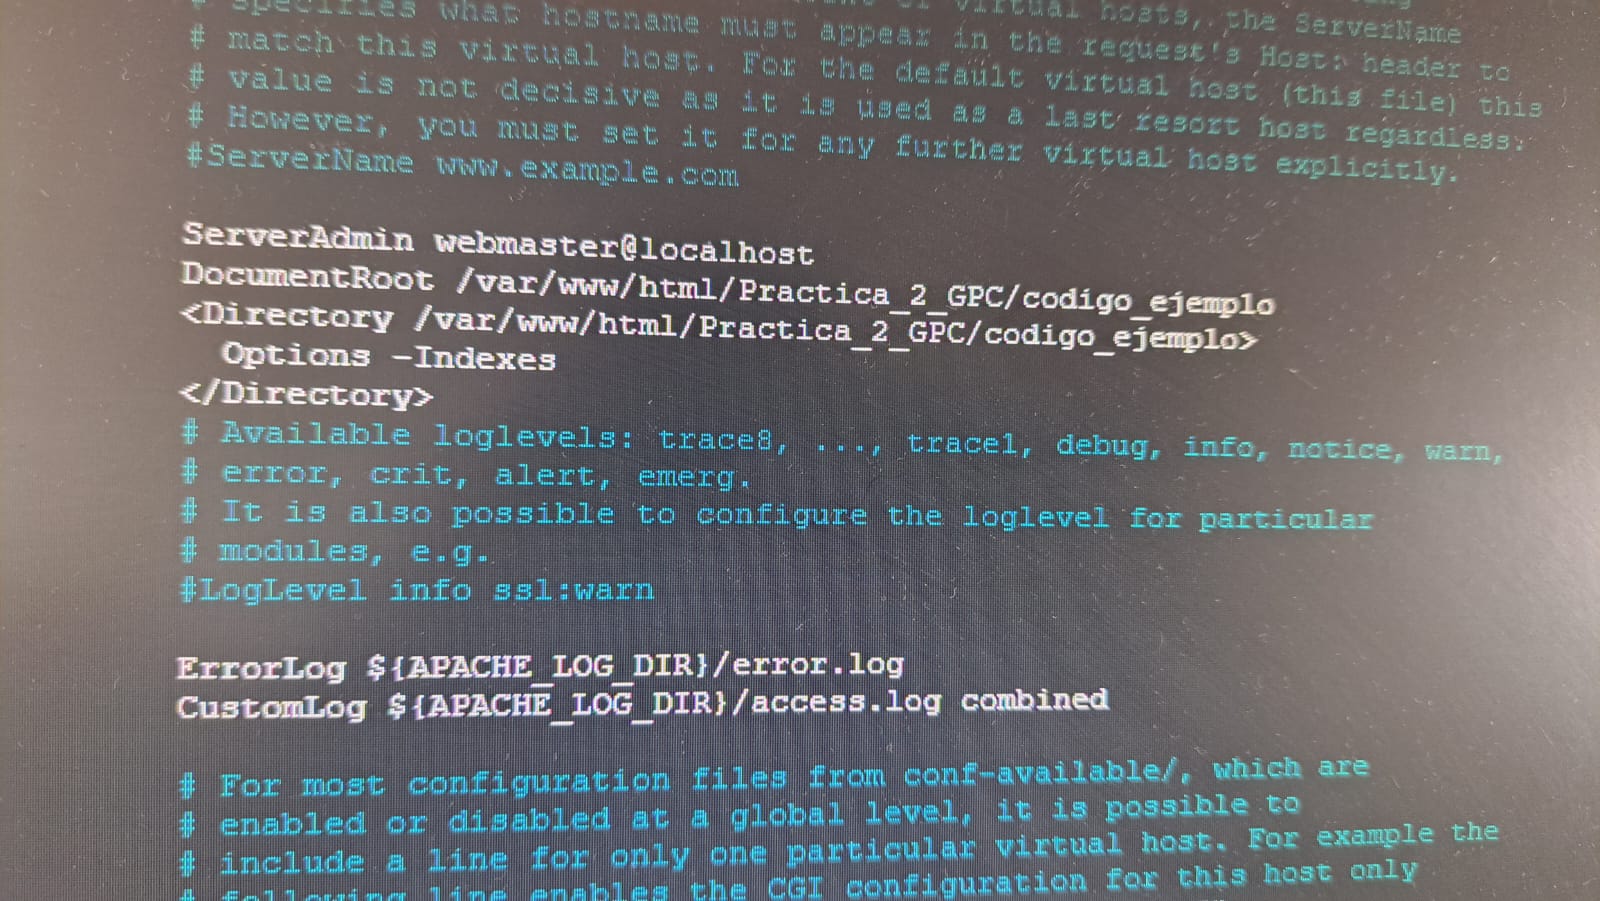 # specifies what hostname must appear in the request's Host: header to
# match this virtual host. For the default virtual host (this file) this
# value is not decisive as it is used as a last resort host regardless.
# However, you must set it for any further virtual host explicitly.
#ServerName www.example.com
ServerAdmin webmaster@localhost
DocumentRoot /var/www/html/Practica_2_GPC/codigo_ejemplo
<Directory /var/www/html/Practica_2_GPC/codigo_ejemplo>
Options -Indexes
</Directory>
# Available loglevels: trace8, ..., trace1, debug, info, notice, warn,
# error, crit, alert, emerg.
# It is also possible to configure the loglevel for particular
# modules, e.g.
#LogLevel info ssl:warn
ErrorLog ${APACHE_LOG_DIR}/error.log
CustomLog ${APACHE_LOG_DIR}/access.log combined
# For most configuration files from conf-available/, which are
# enabled or disabled at a global level, it is possible to
# include a line for only one particular virtual host. For example the
# following line enables the CGI configuration for this host only